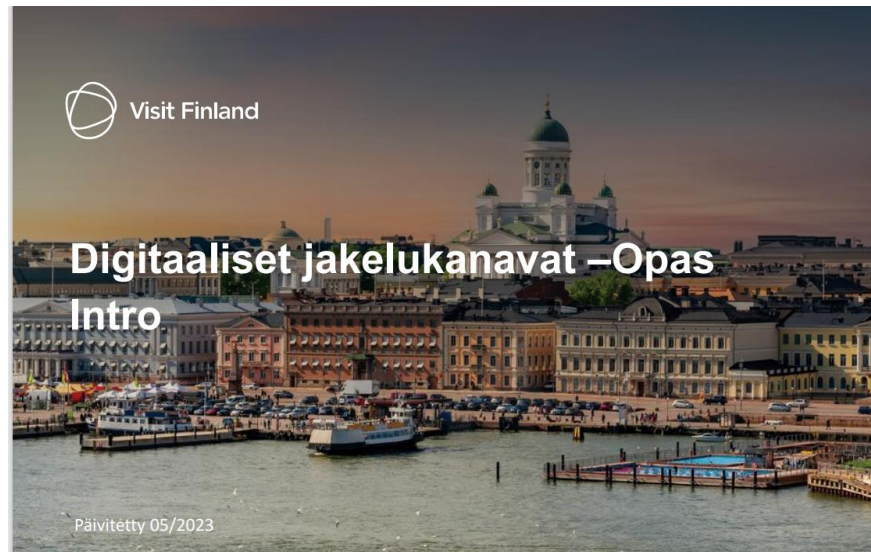 Visit Finland
Digitaaliset jakelukanavat –Opas
Intro
Päivitetty 05/2023